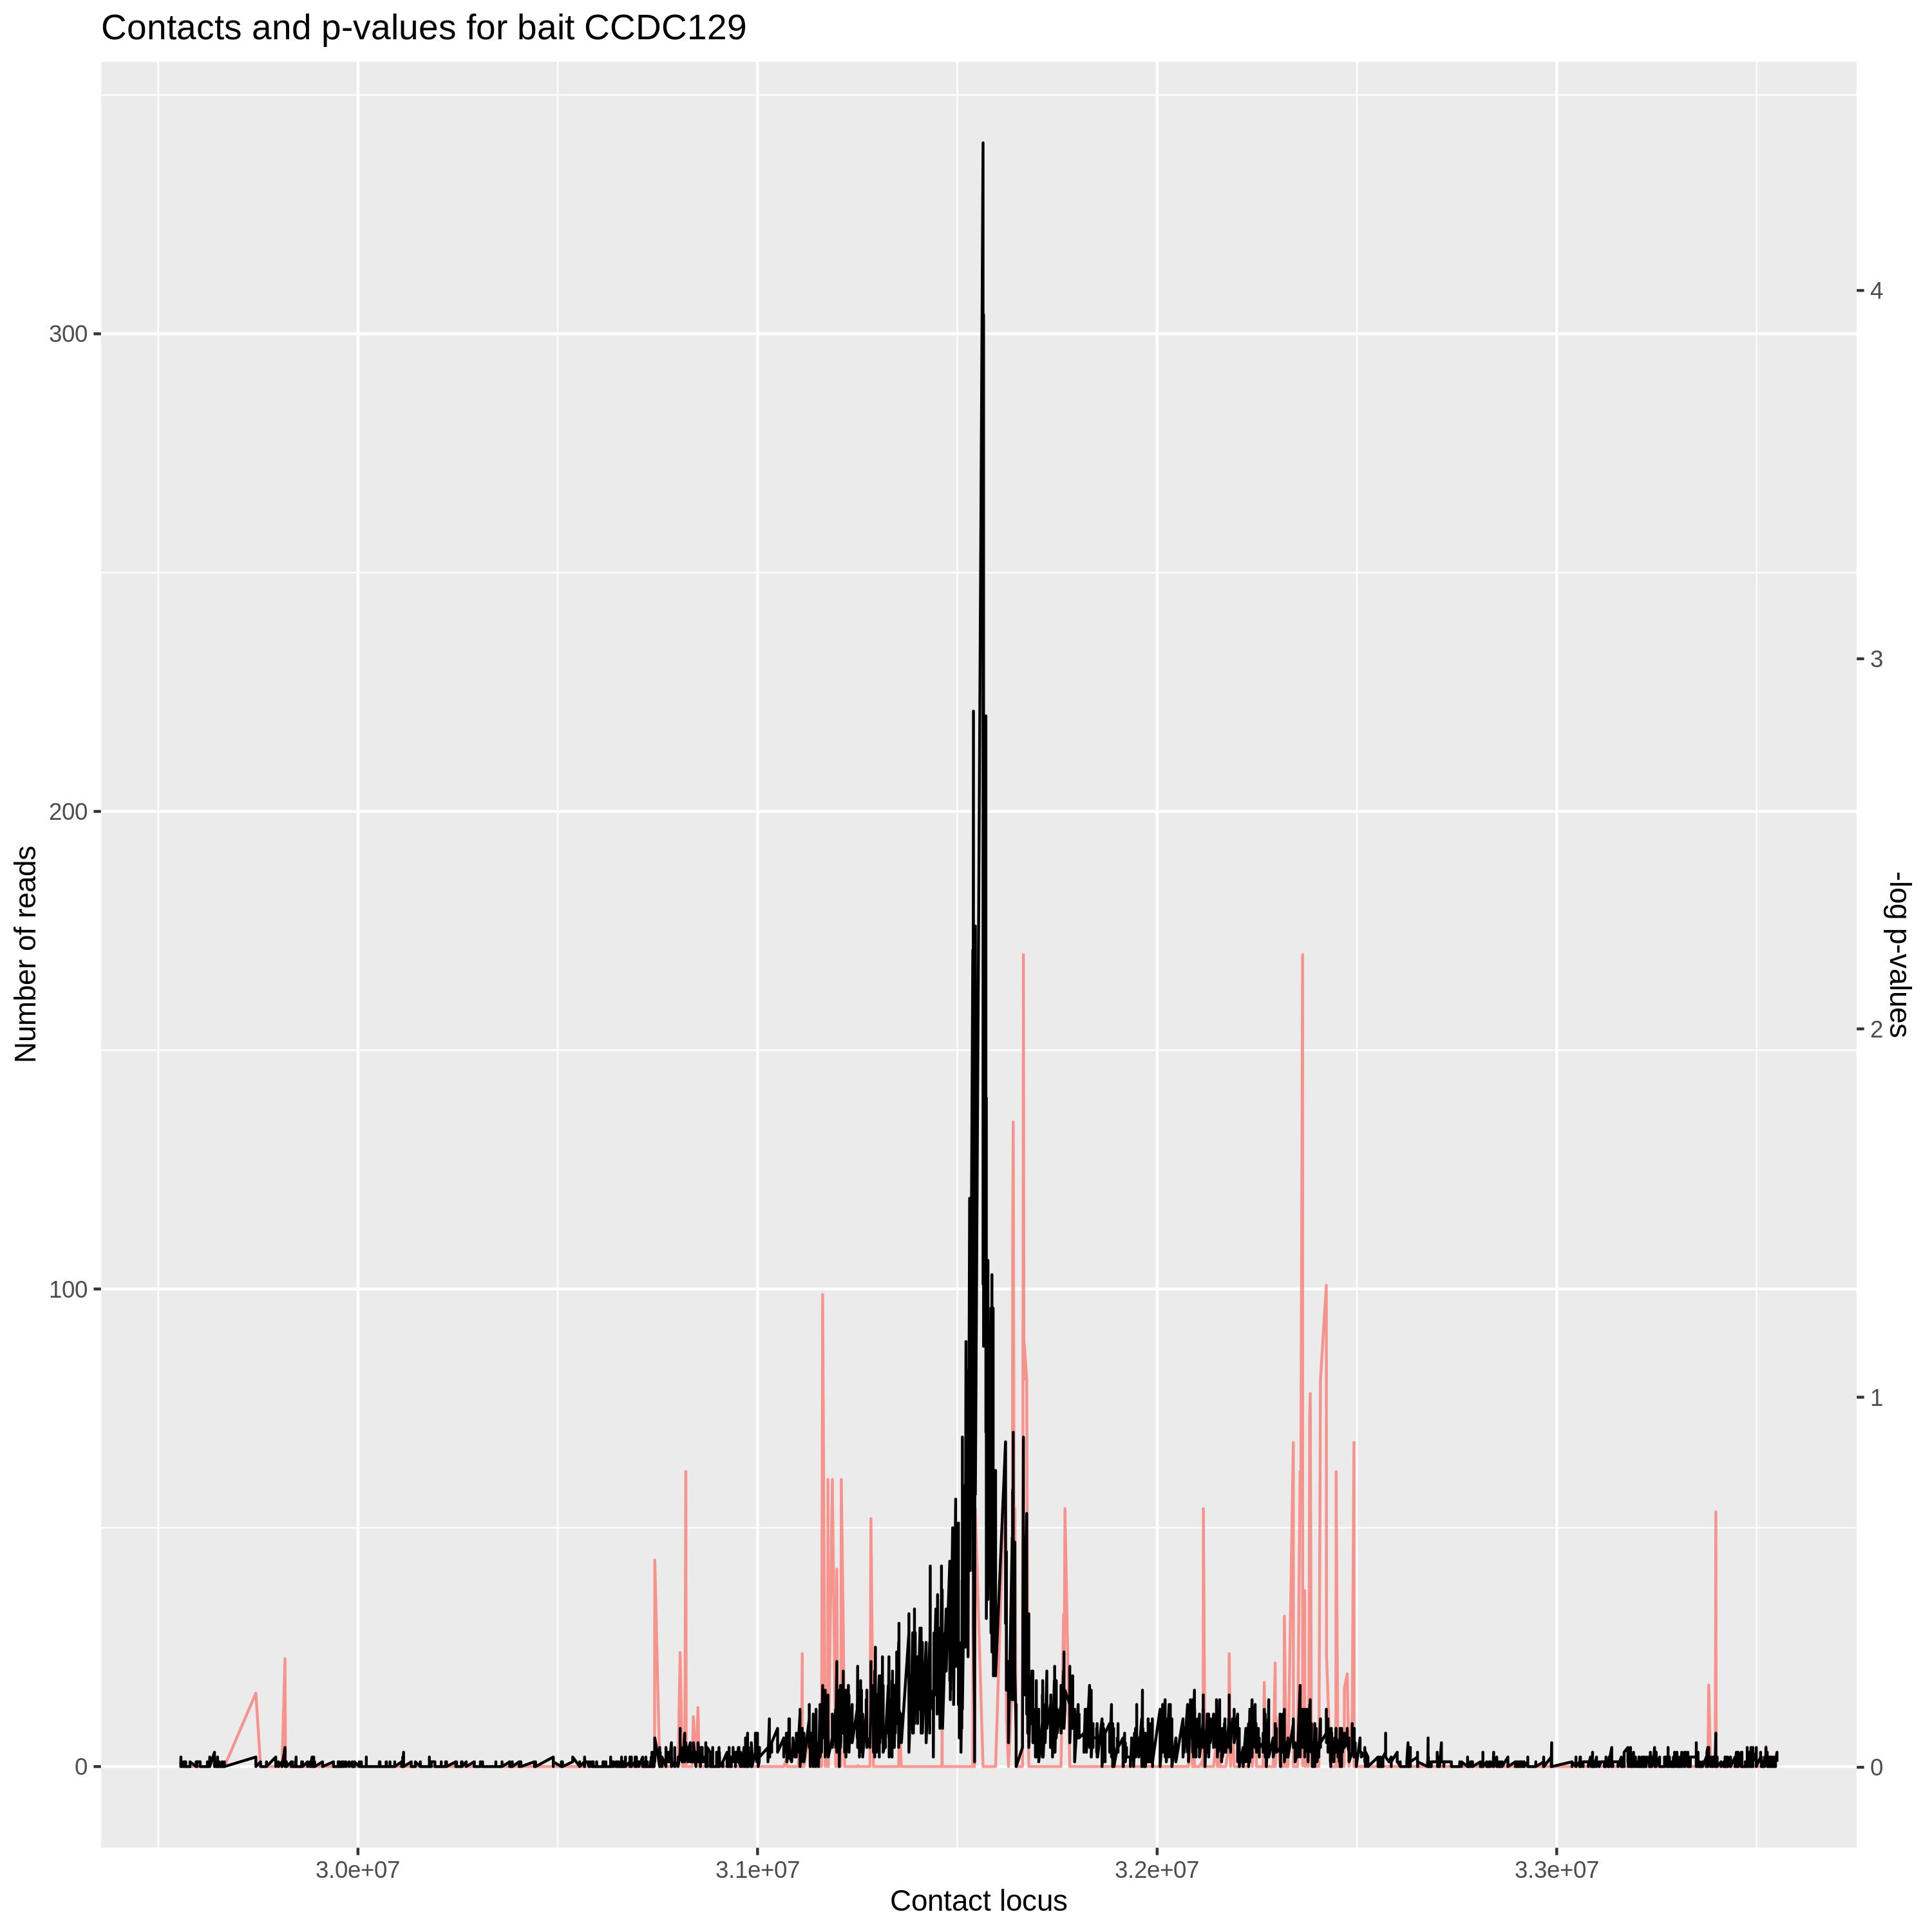 Contacts and p-values for bait CCDC129
Number of reads
300
200
100
0
4
3
2
1
0
-log p-values
3.0e+07
3.1e+07
3.2e+07
3.3e+07
Contact locus